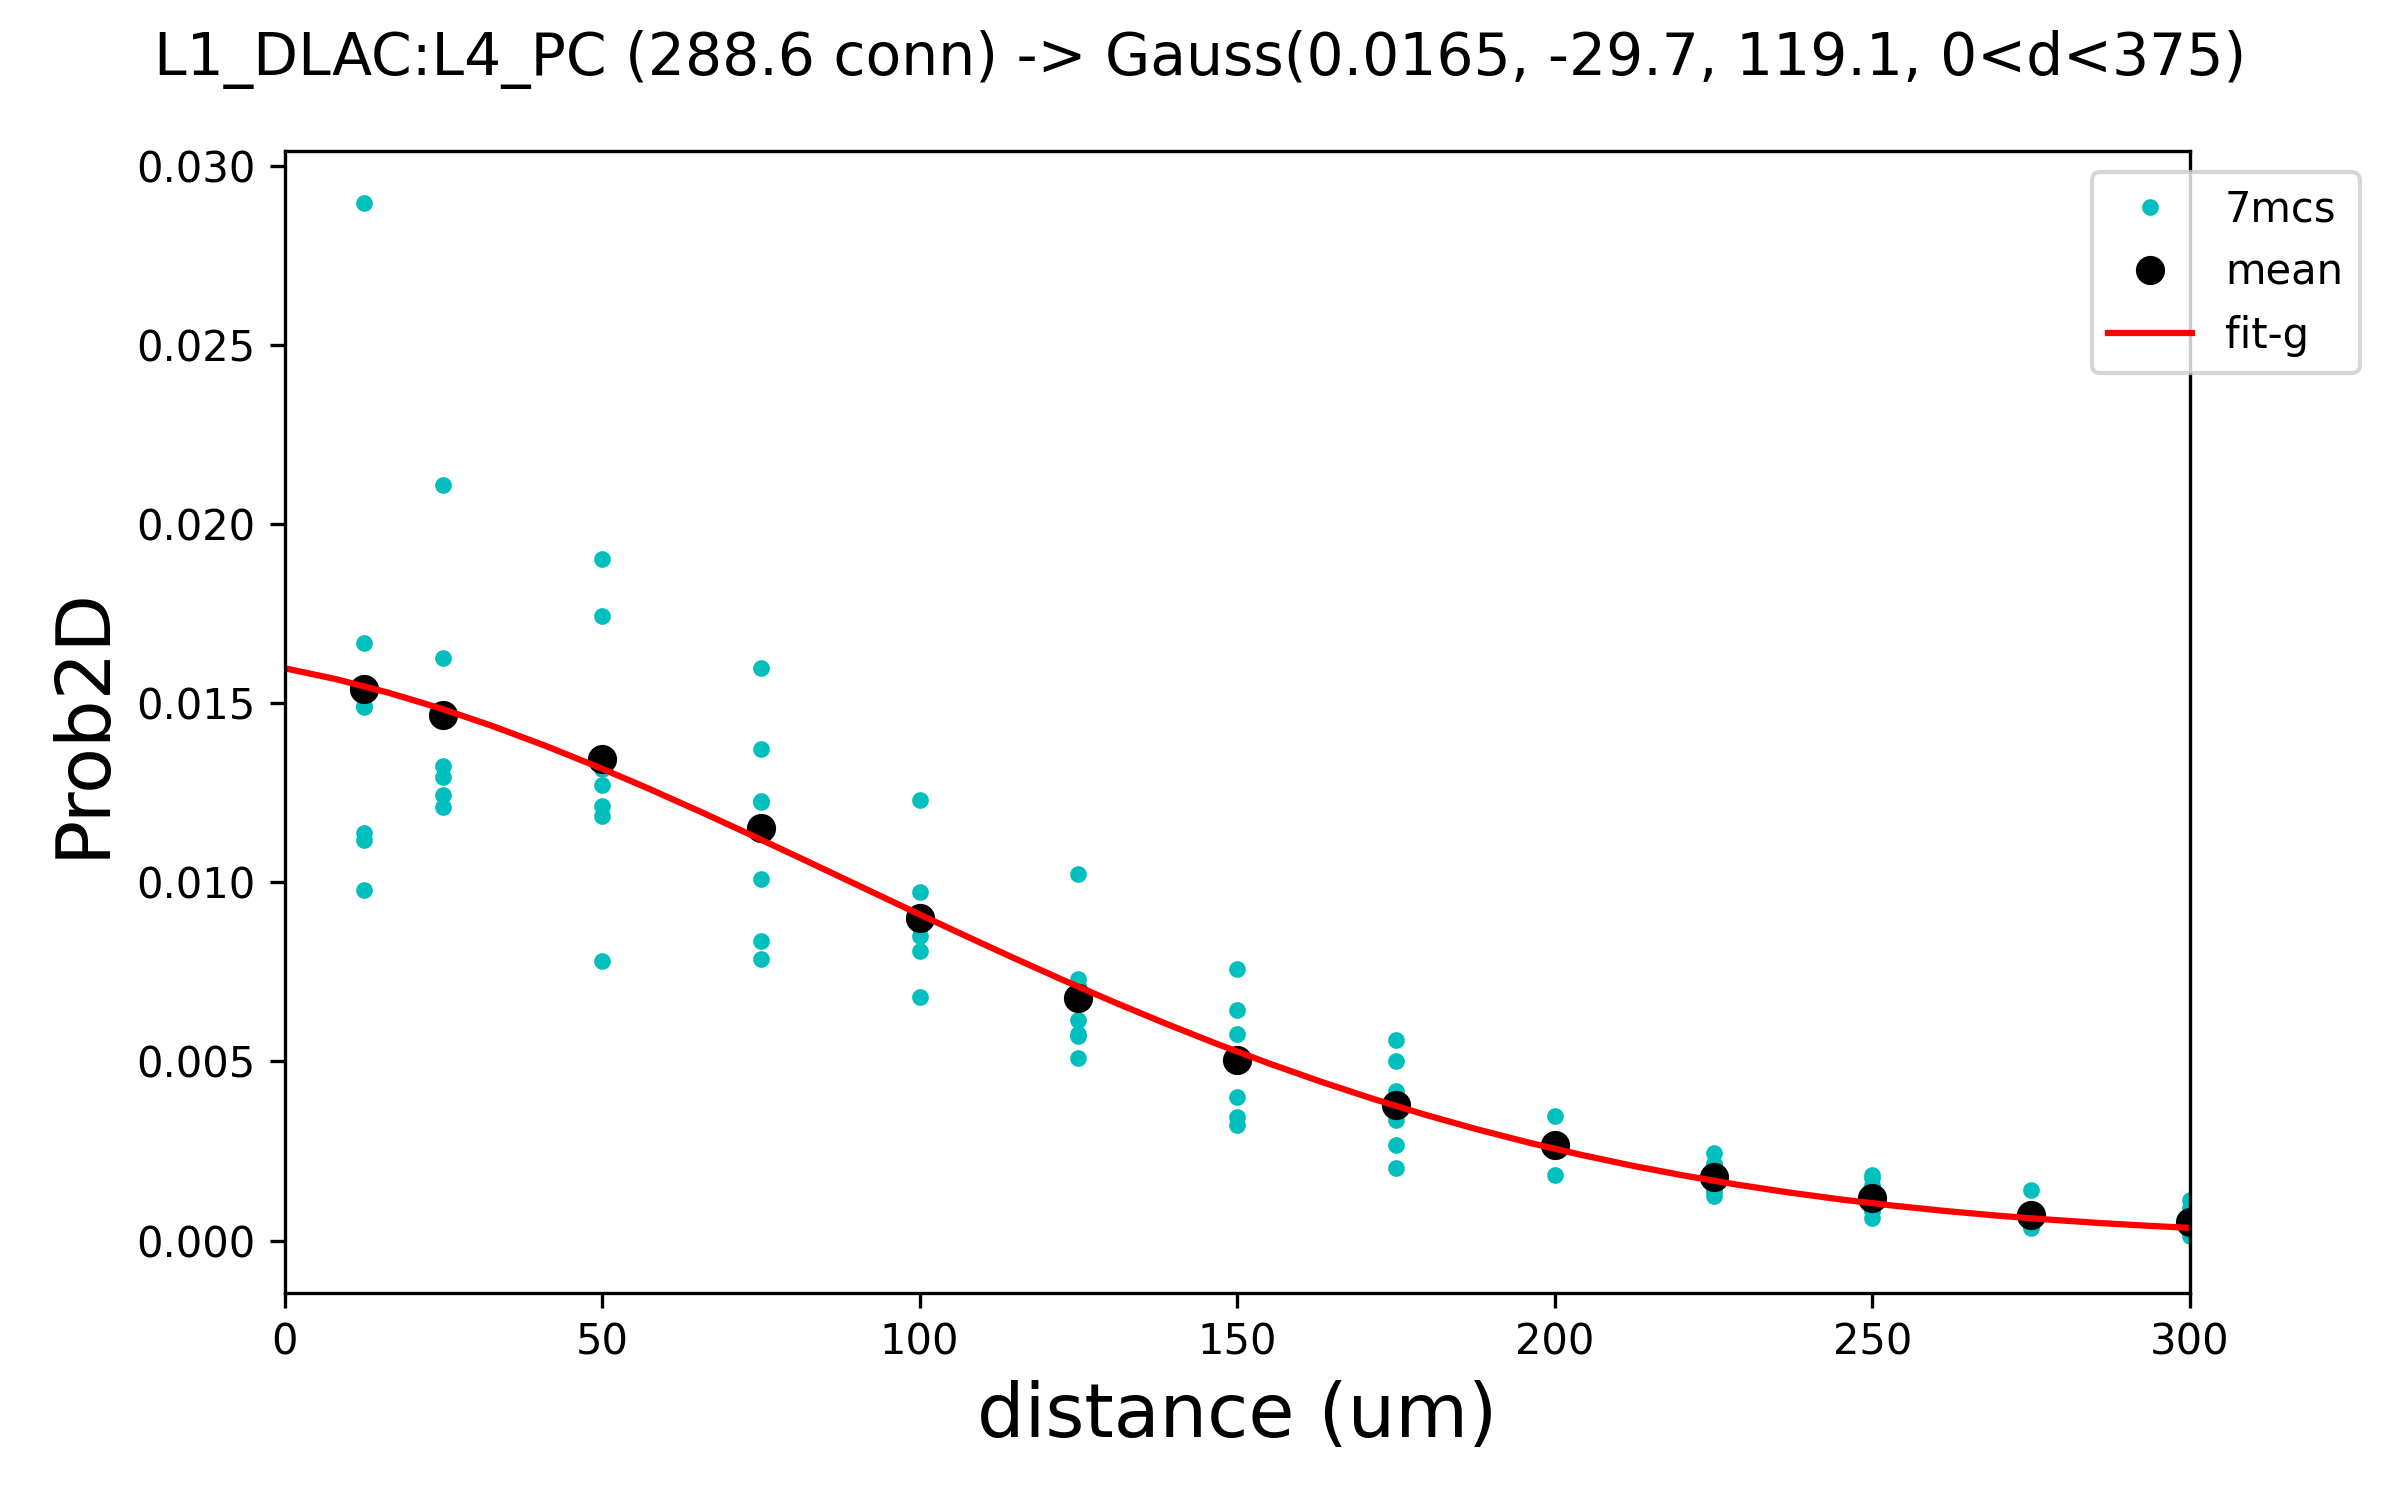 L1_DLAC:L4_PC (288.6 conn) -> Gauss(0.0165, -29.7, 119.1, 0<d<375)
0.030
0.025
0.020
0.015
0.010
0.005
0.000
Prob2D
7mcs
mean
fit-g
0 50 100 150 200 250 300
distance (um)